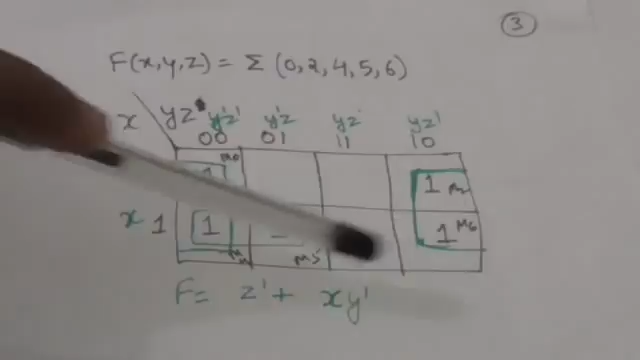 3
F(x,y,z) = Σ (0,2,4,5,6)
x yz y'z' y'z yz yz'
00 01 11 10
1 m0 1 m2
x 1 1 m5 1 m6
F = z' + xy'